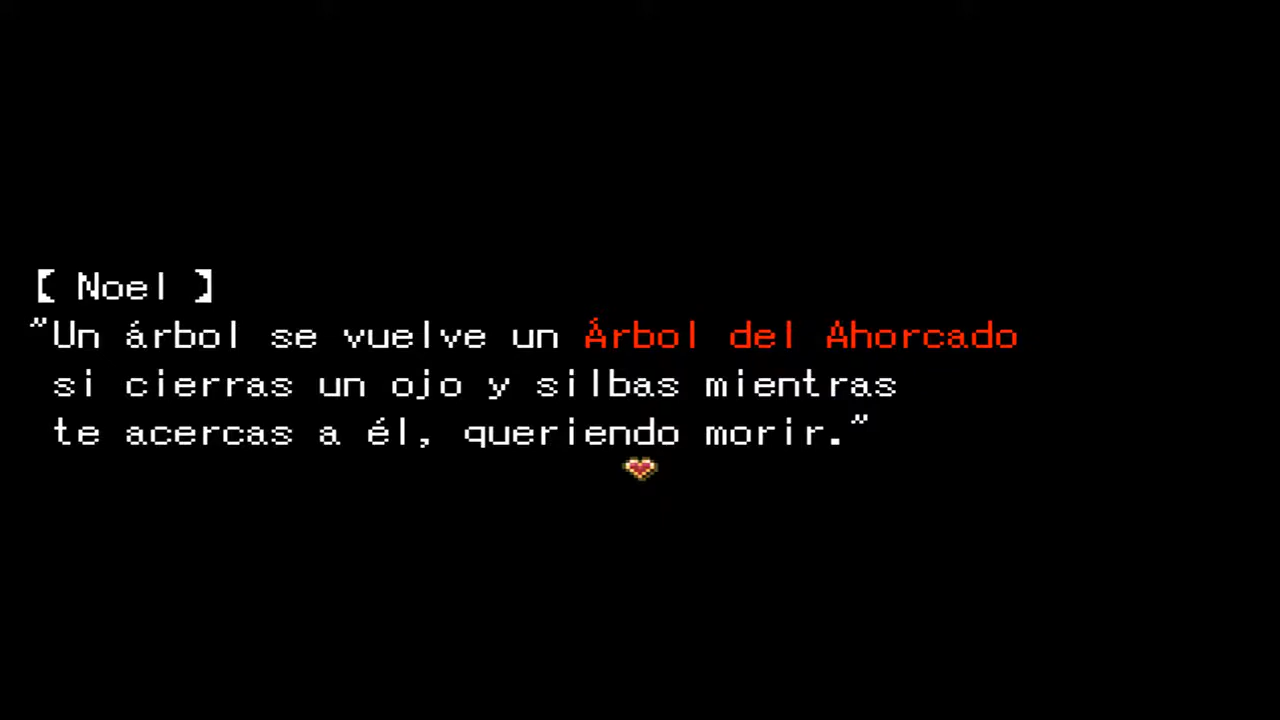 【 Noel 】
"Un árbol se vuelve un Árbol del Ahorcado
si cierras un ojo y silbas mientras
te acercas a él, queriendo morir."